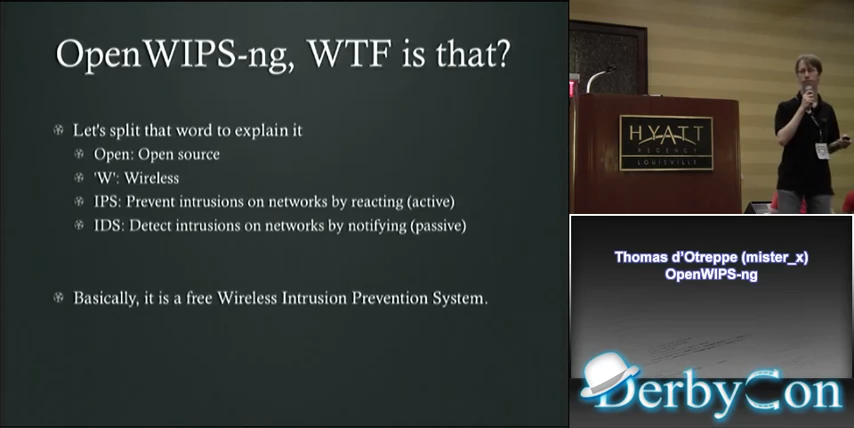 OpenWIPS-ng, WTF is that?
Let's split that word to explain it
Open: Open source
'W': Wireless
IPS: Prevent intrusions on networks by reacting (active)
IDS: Detect intrusions on networks by notifying (passive)
Basically, it is a free Wireless Intrusion Prevention System.
HYATT
REGENCY
LOUISVILLE
Thomas d'Otreppe (mister_x)
OpenWIPS-ng
DerbyCon